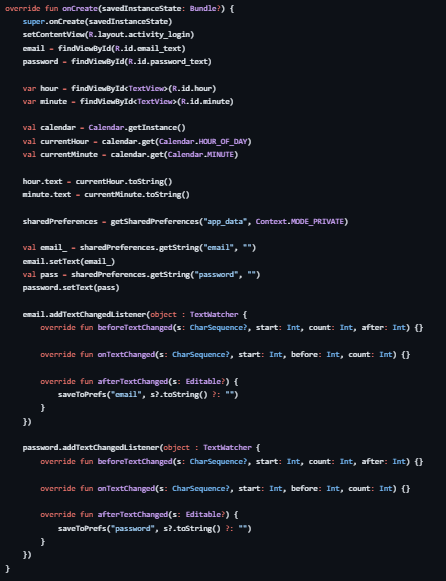 override fun onCreate(savedInstanceState: Bundle?) {
    super.onCreate(savedInstanceState)
    setContentView(R.layout.activity_login)
    email = findViewById(R.id.email_text)
    password = findViewById(R.id.password_text)

    var hour = findViewById<TextView>(R.id.hour)
    var minute = findViewById<TextView>(R.id.minute)

    val calendar = Calendar.getInstance()
    val currentHour = calendar.get(Calendar.HOUR_OF_DAY)
    val currentMinute = calendar.get(Calendar.MINUTE)

    hour.text = currentHour.toString()
    minute.text = currentMinute.toString()

    sharedPreferences = getSharedPreferences("app_data", Context.MODE_PRIVATE)

    val email_ = sharedPreferences.getString("email", "")
    email.setText(email_)
    val pass = sharedPreferences.getString("password", "")
    password.setText(pass)

    email.addTextChangedListener(object : TextWatcher {
        override fun beforeTextChanged(s: CharSequence?, start: Int, count: Int, after: Int) {}

        override fun onTextChanged(s: CharSequence?, start: Int, before: Int, count: Int) {}

        override fun afterTextChanged(s: Editable?) {
            saveToPrefs("email", s?.toString() ?: "")
        }
    })

    password.addTextChangedListener(object : TextWatcher {
        override fun beforeTextChanged(s: CharSequence?, start: Int, count: Int, after: Int) {}

        override fun onTextChanged(s: CharSequence?, start: Int, before: Int, count: Int) {}

        override fun afterTextChanged(s: Editable?) {
            saveToPrefs("password", s?.toString() ?: "")
        }
    })
}